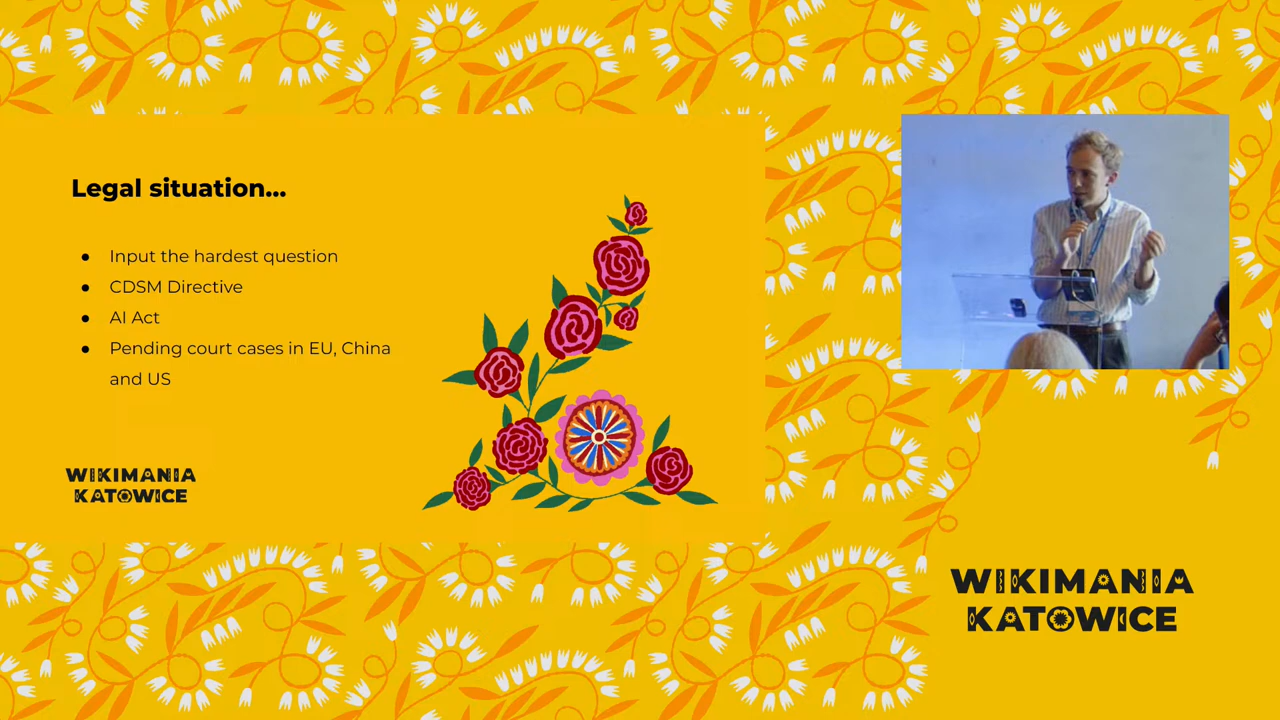 Legal situation...
● Input the hardest question
● CDSM Directive
● AI Act
● Pending court cases in EU, China
and US
WIKIMANIA
KATOWICE
WIKIMANIA
KATOWICE